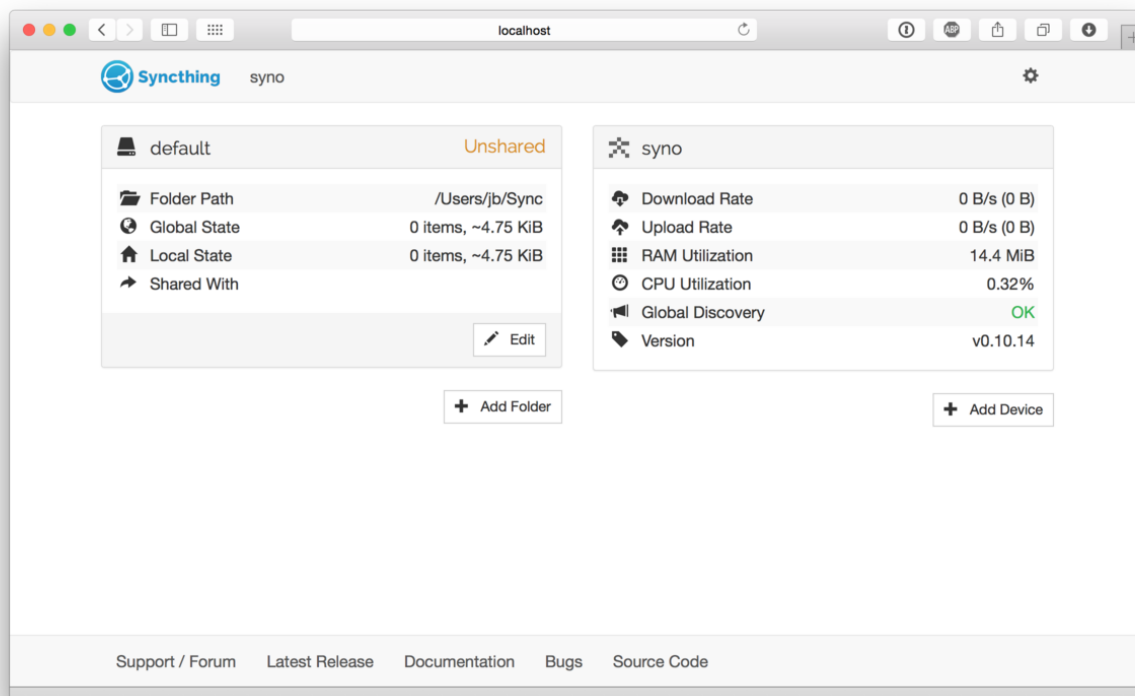 localhost
ABP
Syncthing syno
default Unshared
Folder Path /Users/jb/Sync
Global State 0 items, ~4.75 KiB
Local State 0 items, ~4.75 KiB
Shared With
Edit
Add Folder
syno
Download Rate 0 B/s (0 B)
Upload Rate 0 B/s (0 B)
RAM Utilization 14.4 MiB
CPU Utilization 0.32%
Global Discovery OK
Version v0.10.14
Add Device
Support / Forum Latest Release Documentation Bugs Source Code